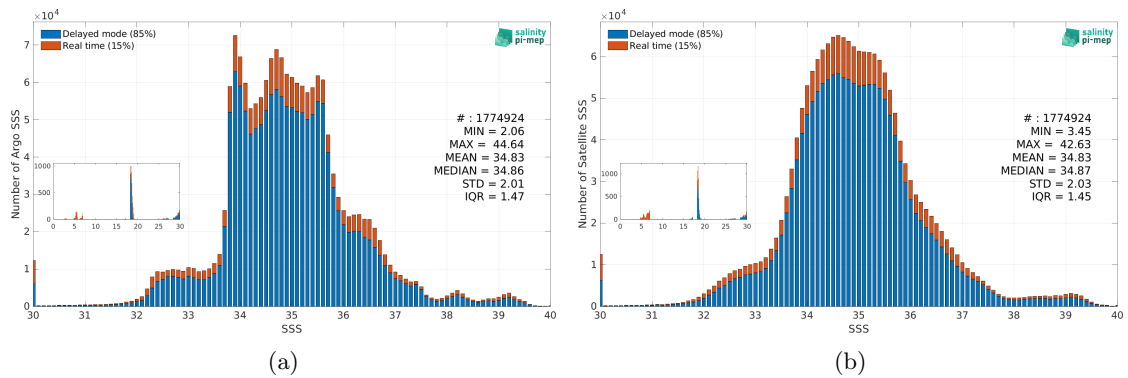 ×10⁴
Delayed mode (85%)
Real time (15%)
salinity
pi-mep
# : 1774924
MIN = 2.06
MAX = 44.64
MEAN = 34.83
MEDIAN = 34.86
STD = 2.01
IQR = 1.47
Number of Argo SSS
7
6
5
4
3
2
1
0
1000
500
0
0 5 10 15 20 25 30
30 31 32 33 34 35 36 37 38 39 40
SSS
(a)
×10⁴
Delayed mode (85%)
Real time (15%)
salinity
pi-mep
# : 1774924
MIN = 3.45
MAX = 42.63
MEAN = 34.83
MEDIAN = 34.87
STD = 2.03
IQR = 1.45
Number of Satellite SSS
6
5
4
3
2
1
0
1000
500
0
0 5 10 15 20 25 30
30 31 32 33 34 35 36 37 38 39 40
SSS
(b)